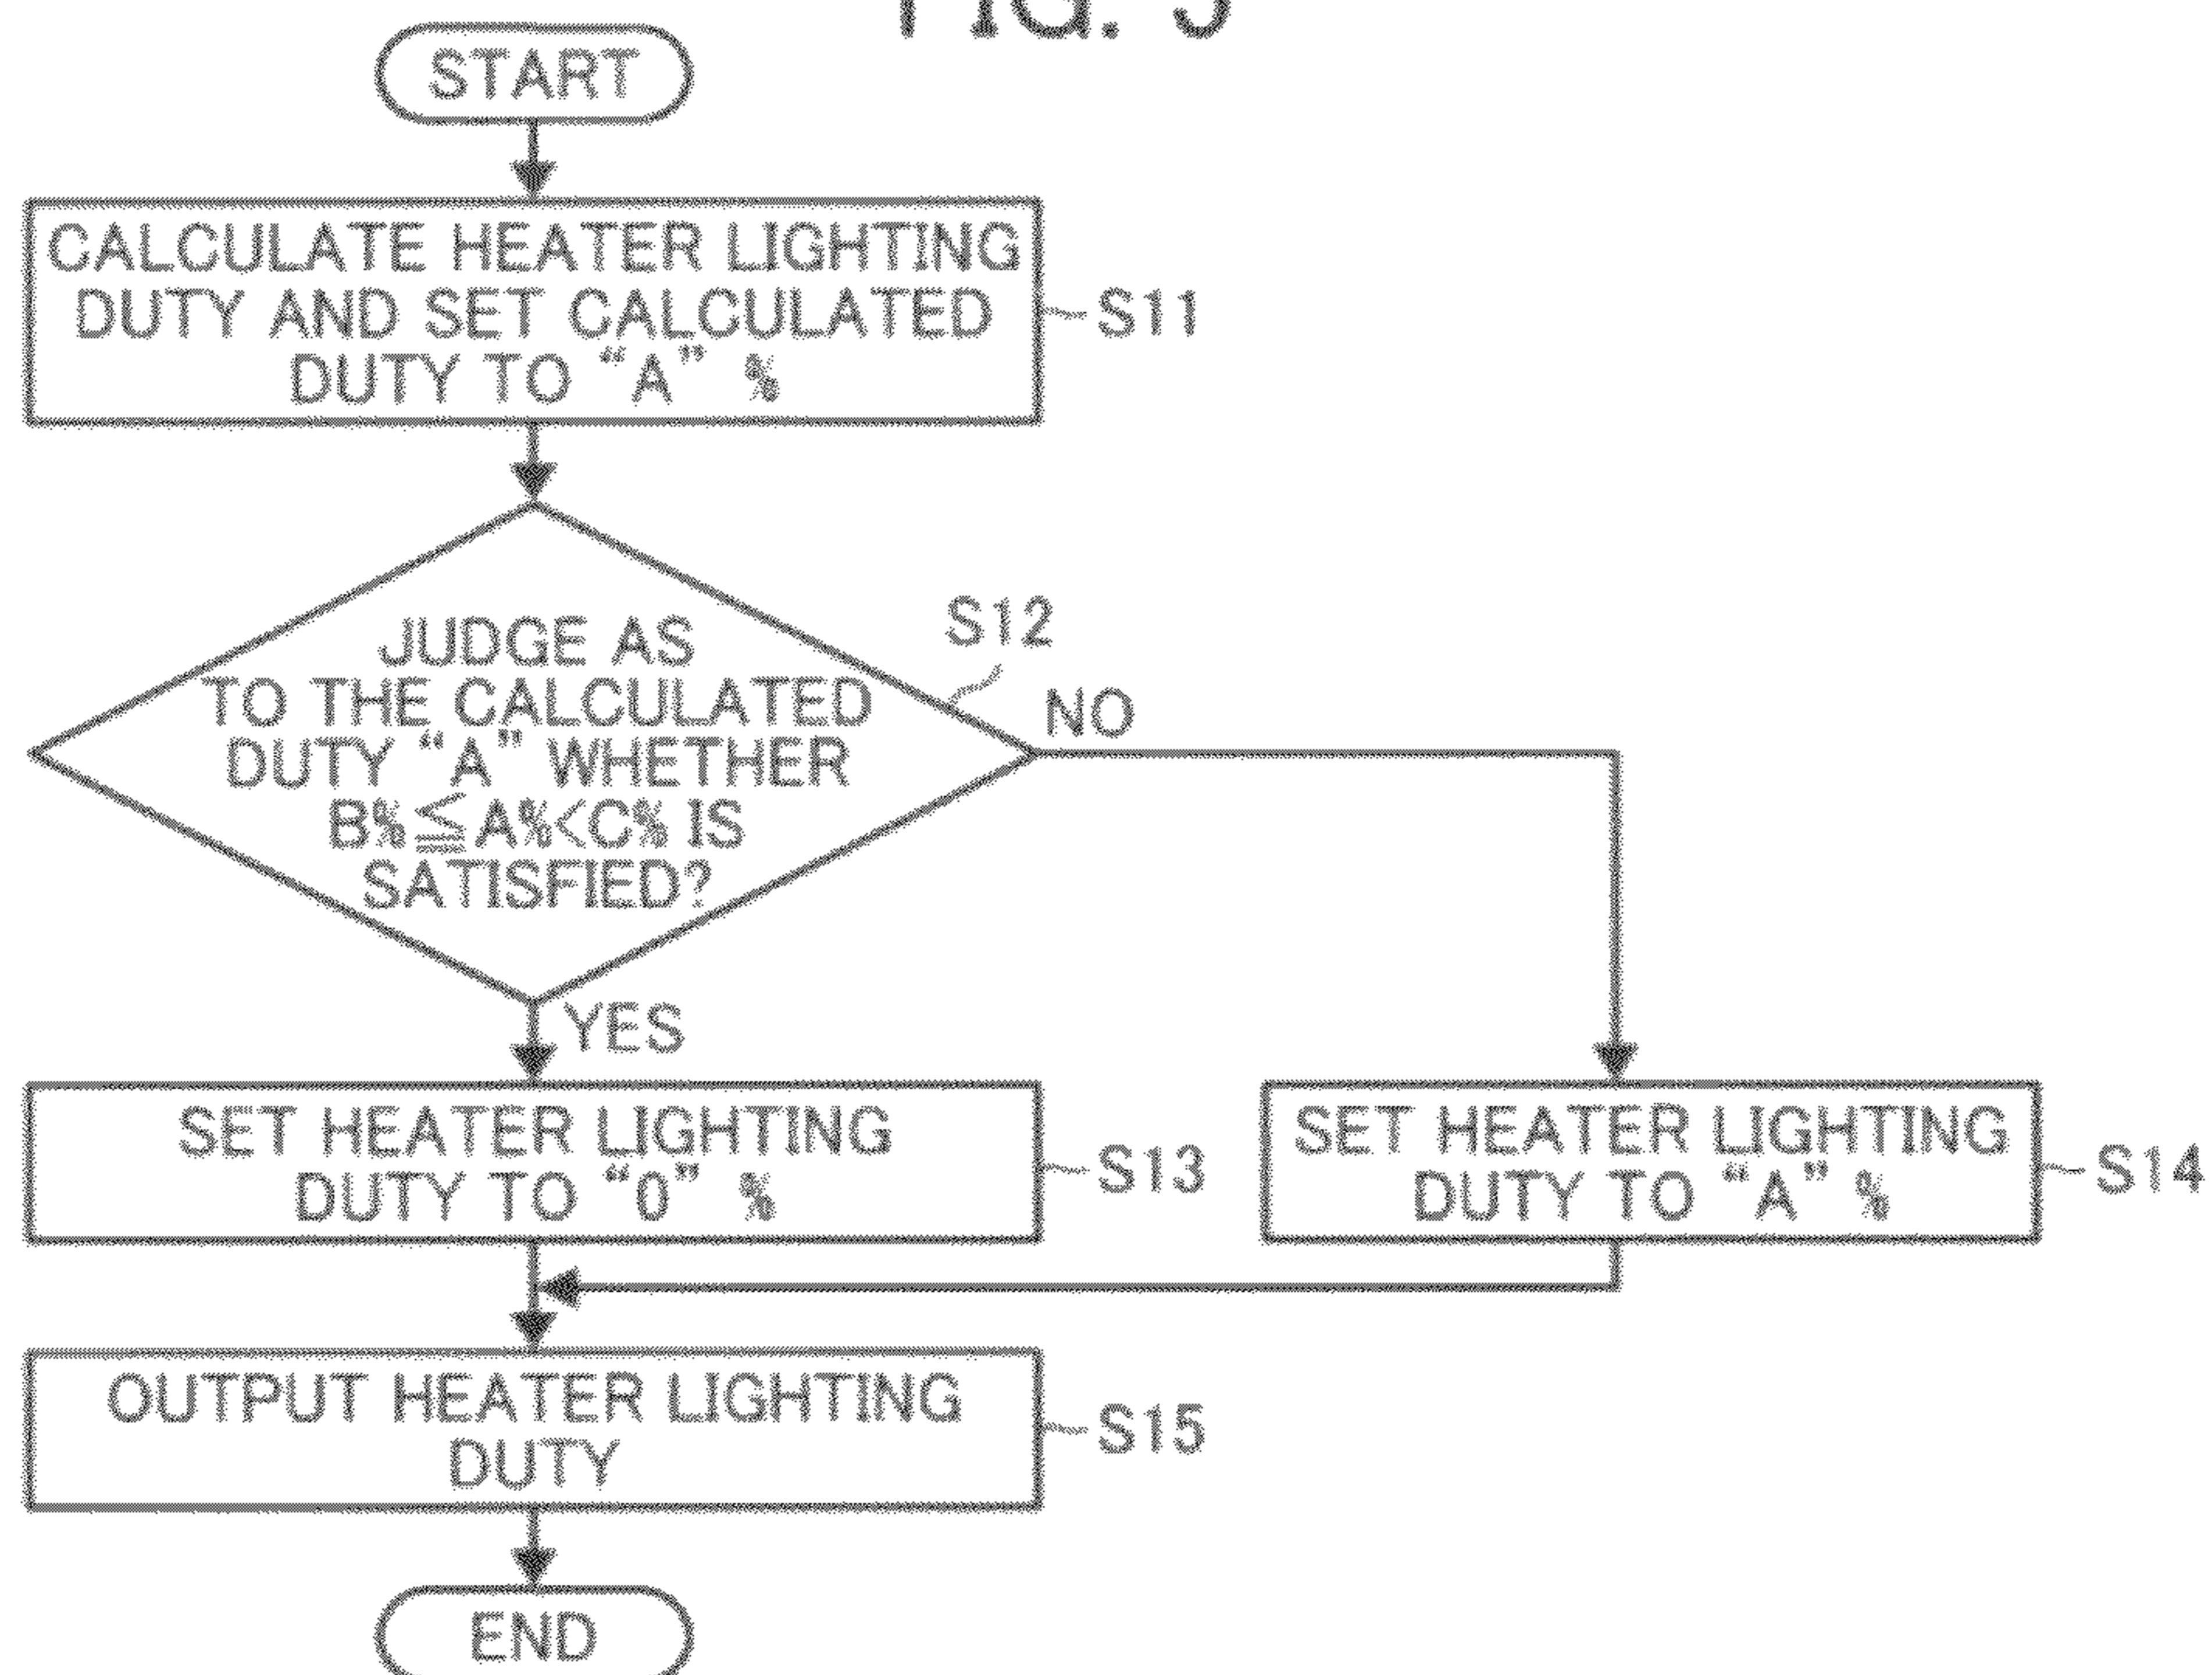 START
CALCULATE HEATER LIGHTING
DUTY AND SET CALCULATED
DUTY TO “A” %
S11
JUDGE AS
TO THE CALCULATED
DUTY “A” WHETHER
B%≦A%<C% IS
SATISFIED?
S12
NO
YES
SET HEATER LIGHTING
DUTY TO “0” %
S13
SET HEATER LIGHTING
DUTY TO “A” %
S14
OUTPUT HEATER LIGHTING
DUTY
S15
END